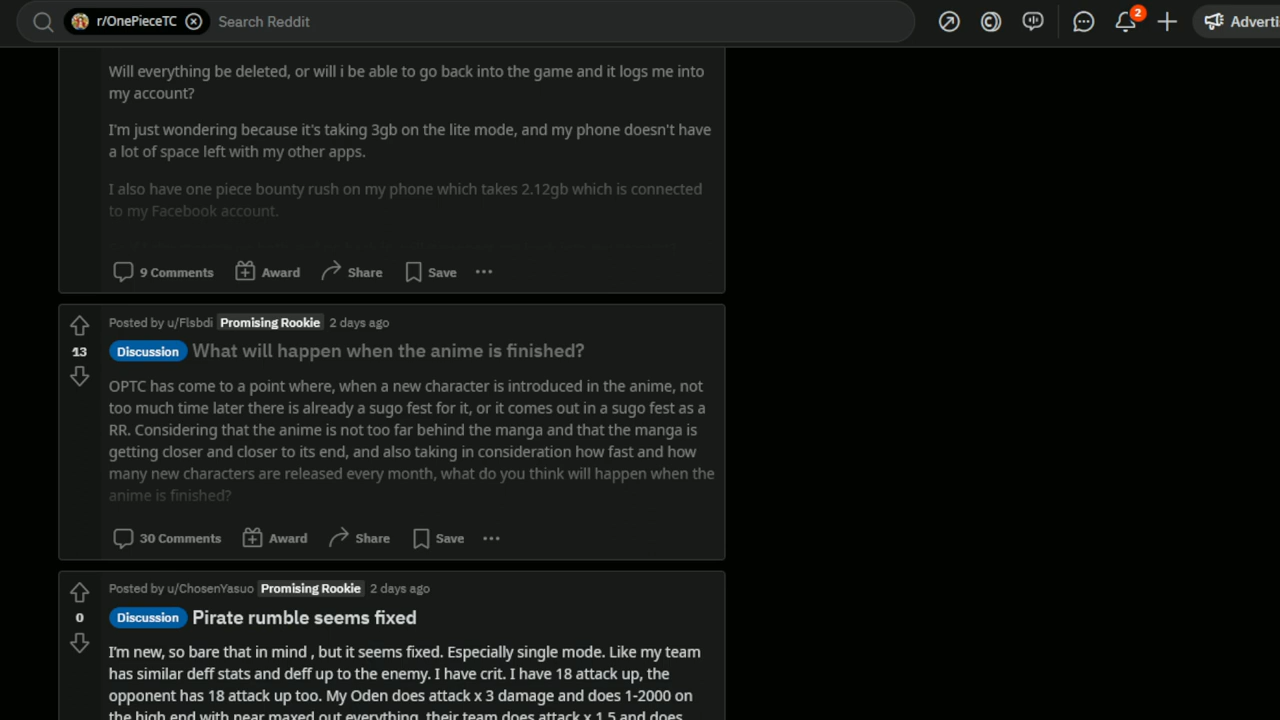 r/OnePieceTC Search Reddit 2 Adverti
Will everything be deleted, or will i be able to go back into the game and it logs me into
my account?
I'm just wondering because it's taking 3gb on the lite mode, and my phone doesn't have
a lot of space left with my other apps.
I also have one piece bounty rush on my phone which takes 2.12gb which is connected
to my Facebook account.
9 Comments Award Share Save
Posted by u/Flsbdi Promising Rookie 2 days ago
13
Discussion What will happen when the anime is finished?
OPTC has come to a point where, when a new character is introduced in the anime, not
too much time later there is already a sugo fest for it, or it comes out in a sugo fest as a
RR. Considering that the anime is not too far behind the manga and that the manga is
getting closer and closer to its end, and also taking in consideration how fast and how
many new characters are released every month, what do you think will happen when the
anime is finished?
30 Comments Award Share Save
Posted by u/ChosenYasuo Promising Rookie 2 days ago
0
Discussion Pirate rumble seems fixed
I'm new, so bare that in mind , but it seems fixed. Especially single mode. Like my team
has similar deff stats and deff up to the enemy. I have crit. I have 18 attack up, the
opponent has 18 attack up too. My Oden does attack x 3 damage and does 1-2000 on
the high end with near maxed out everything, their team does attack x 1.5 and does